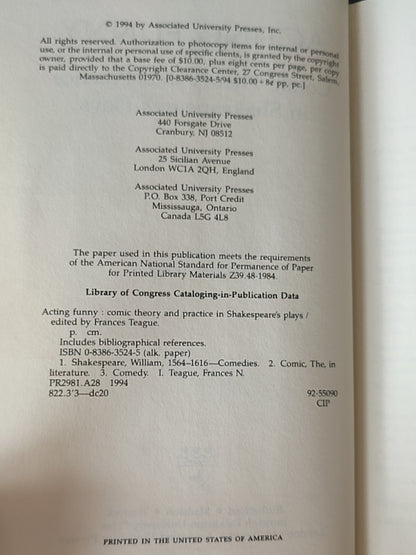 © 1994 by Associated University Presses, Inc.
All rights reserved. Authorization to photocopy items for internal or personal
use, or the internal or personal use of specific clients, is granted by the copyright
owner, provided that a base fee of $10.00, plus eight cents per page, per copy
is paid directly to the Copyright Clearance Center, 27 Congress Street, Salem,
Massachusetts 01970. [0-8386-3524-5/94 $10.00 + 8¢ pp, pc.]
Associated University Presses
440 Forsgate Drive
Cranbury, NJ 08512
Associated University Presses
25 Sicilian Avenue
London WC1A 2QH, England
Associated University Presses
P.O. Box 338, Port Credit
Mississauga, Ontario
Canada L5G 4L8
The paper used in this publication meets the requirements
of the American National Standard for Permanence of Paper
for Printed Library Materials Z39.48-1984.
Library of Congress Cataloging-in-Publication Data
Acting funny : comic theory and practice in Shakespeare's plays /
edited by Frances Teague.
p. cm.
Includes bibliographical references.
ISBN 0-8386-3524-5 (alk. paper)
1. Shakespeare, William, 1564–1616—Comedies. 2. Comic, The, in
literature. 3. Comedy. I. Teague, Frances N.
PR2981.A28 1994
822.3'3—dc20 92-55090
CIP
PRINTED IN THE UNITED STATES OF AMERICA